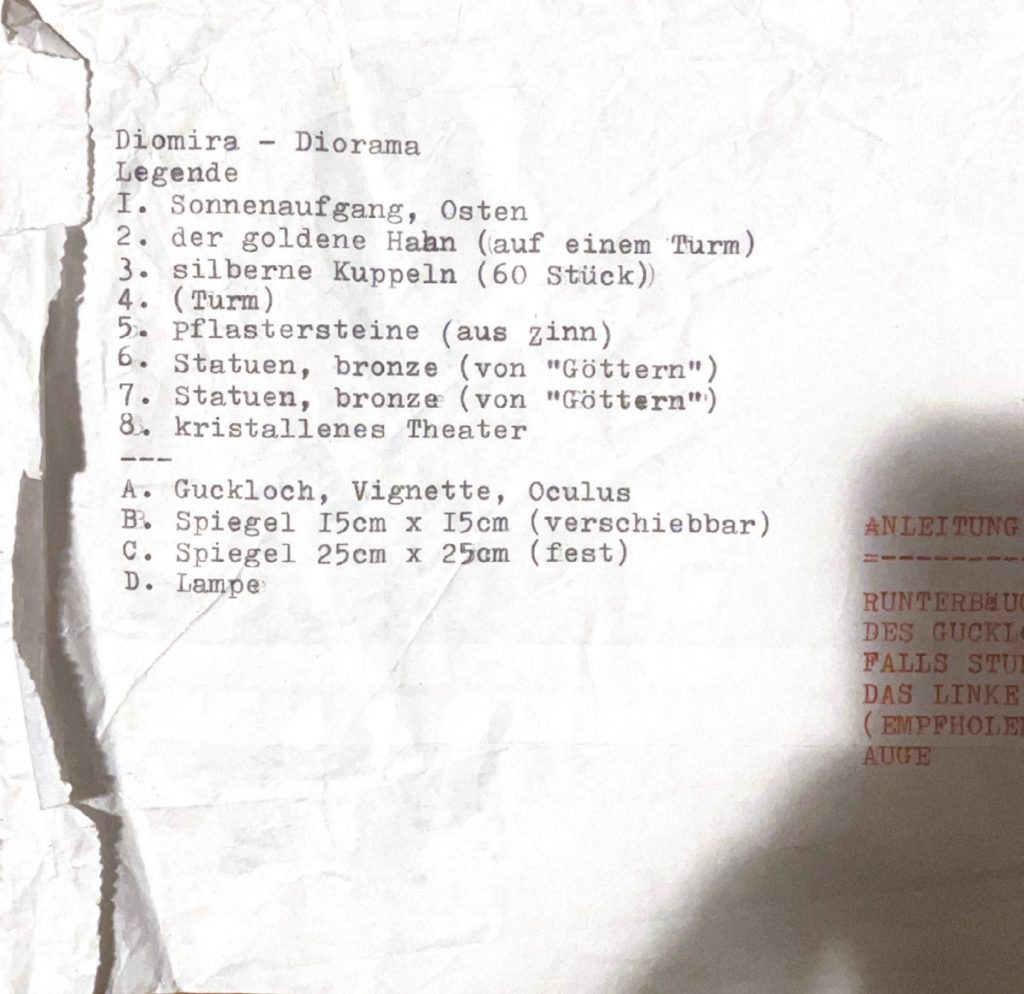 Diomira - Diorama
Legende
I. Sonnenaufgang, Osten
2. der goldene Hahn (auf einem Turm)
3. silberne Kuppeln (60 Stück)
4. (Turm)
5. Pflastersteine (aus zinn)
6. Statuen, bronze (von "Göttern")
7. Statuen, bronze (von "Göttern")
8. kristallenes Theater
---
A. Guckloch, Vignette, Oculus
B. Spiegel I5cm x I5cm (verschiebbar)
C. Spiegel 25cm x 25cm (fest)
D. Lampe
ANLEITUNG
=---------
DES
FALLS
DAS LINKE
AUGE